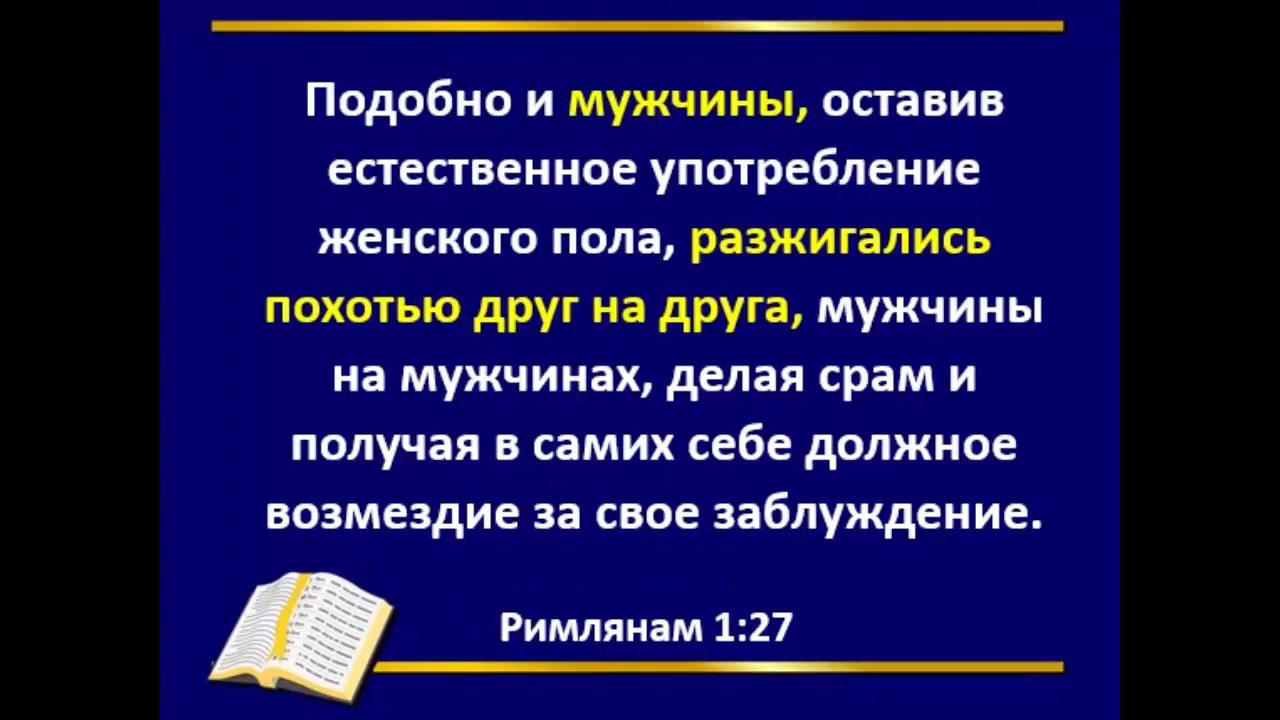 Подобно и мужчины, оставив
естественное употребление
женского пола, разжигались
похотью друг на друга, мужчины
на мужчинах, делая срам и
получая в самих себе должное
возмездие за свое заблуждение.
Римлянам 1:27